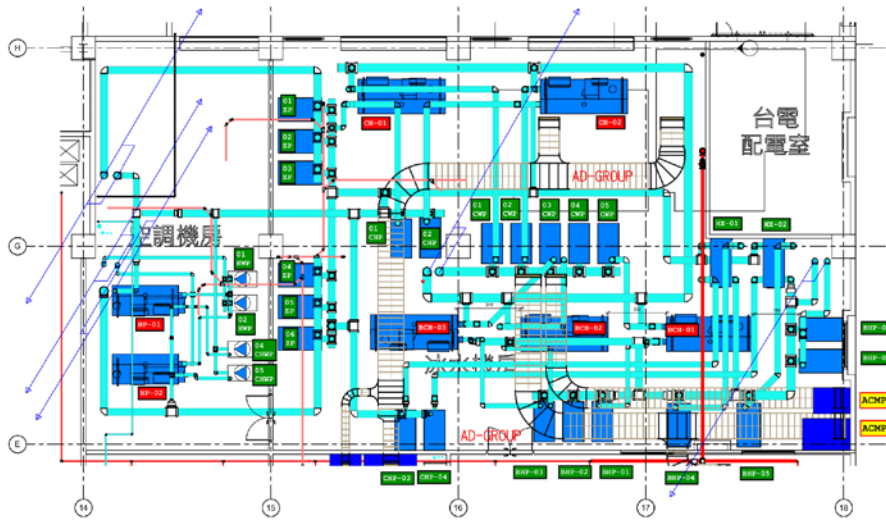 H
01
ZP
02
ZP
03
ZP
CH-01
CH-02
台電
配電室
AD-GROUP
01
CHP
02
CHP
01
CWP
02
CWP
03
CWP
04
CWP
05
CWP
HX-01
HX-02
G
空調機房
01
HWP
02
HWP
04
CHWP
05
CHWP
04
ZP
05
ZP
06
ZP
HP-01
HP-02
BCH-03
BCH-02
BCH-01
冰水機房
BHP-0
BHP-0
ACMP
ACMP
E
AD-GROUP
CHP-03
CHP-04
BHP-03
BHP-02
BHP-01
BHP-04
BHP-05
14
15
16
17
18